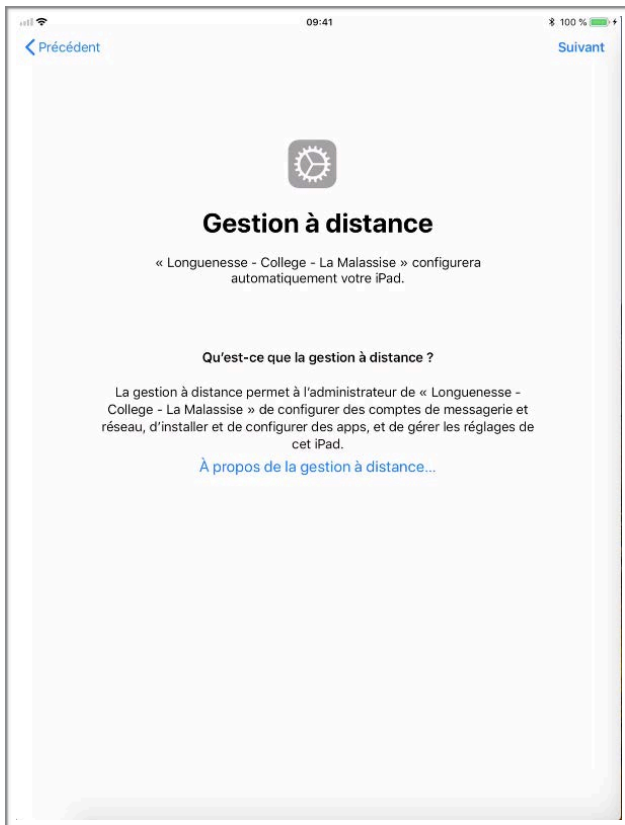 09:41
100 %
Précédent
Suivant
Gestion à distance
« Longuenesse - College - La Malassise » configurera
automatiquement votre iPad.
Qu'est-ce que la gestion à distance ?
La gestion à distance permet à l'administrateur de « Longuenesse -
College - La Malassise » de configurer des comptes de messagerie et
réseau, d'installer et de configurer des apps, et de gérer les réglages de
cet iPad.
À propos de la gestion à distance...